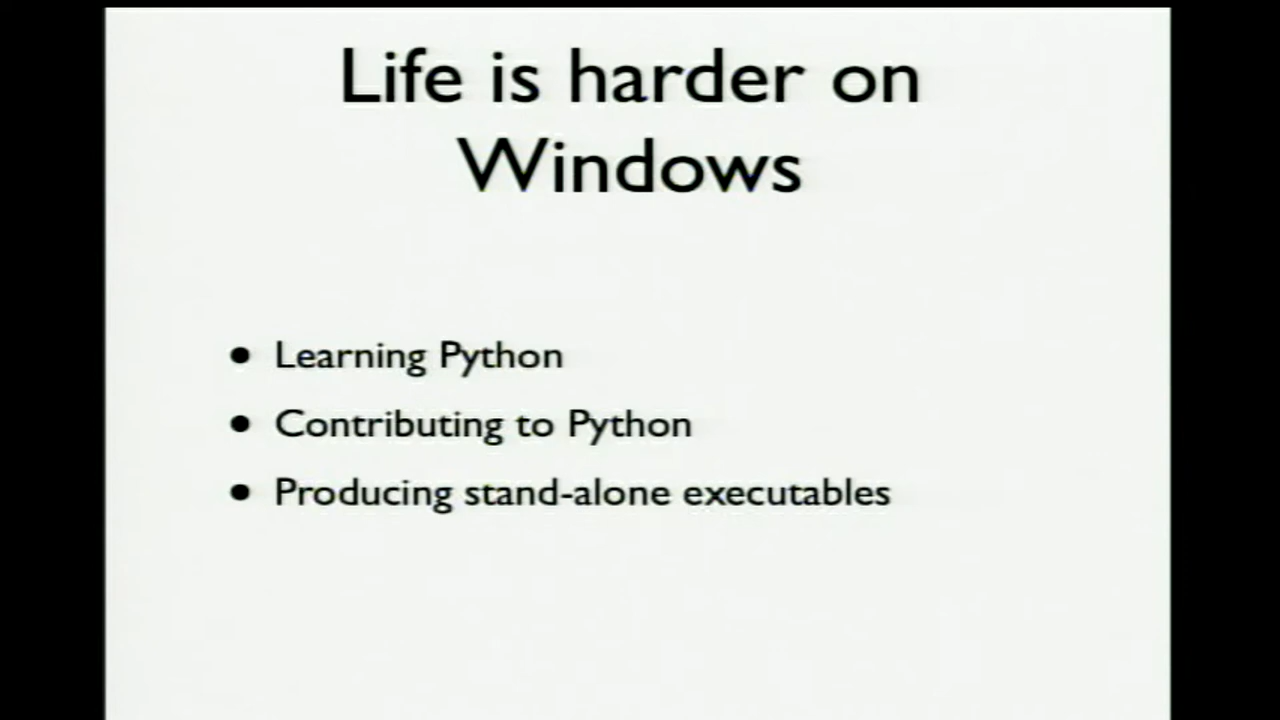 Life is harder on
Windows
• Learning Python
• Contributing to Python
• Producing stand-alone executables